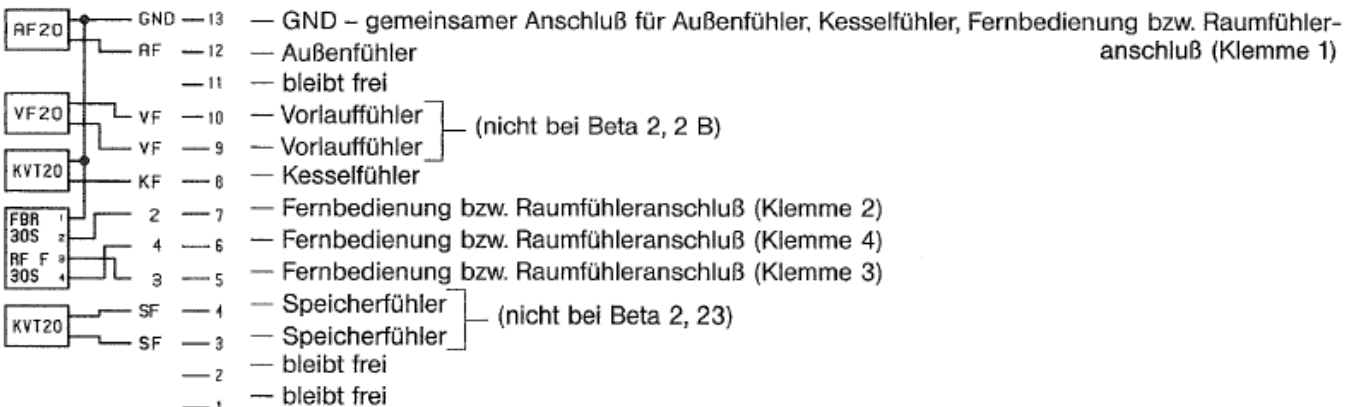 AF20 GND 13 — GND – gemeinsamer Anschluß für Außenfühler, Kesselfühler, Fernbedienung bzw. Raumfühler-
anschluß (Klemme 1)
AF 12 — Außenfühler
11 — bleibt frei
VF20 VF 10 — Vorlauffühler
(nicht bei Beta 2, 2 B)
VF 9 — Vorlauffühler
KVT20 KF 8 — Kesselfühler
FBR 1 2 7 — Fernbedienung bzw. Raumfühleranschluß (Klemme 2)
30S 2 4 6 — Fernbedienung bzw. Raumfühleranschluß (Klemme 4)
RF F 3
30S 4 3 5 — Fernbedienung bzw. Raumfühleranschluß (Klemme 3)
KVT20 SF 4 — Speicherfühler
(nicht bei Beta 2, 23)
SF 3 — Speicherfühler
2 — bleibt frei
1 — bleibt frei